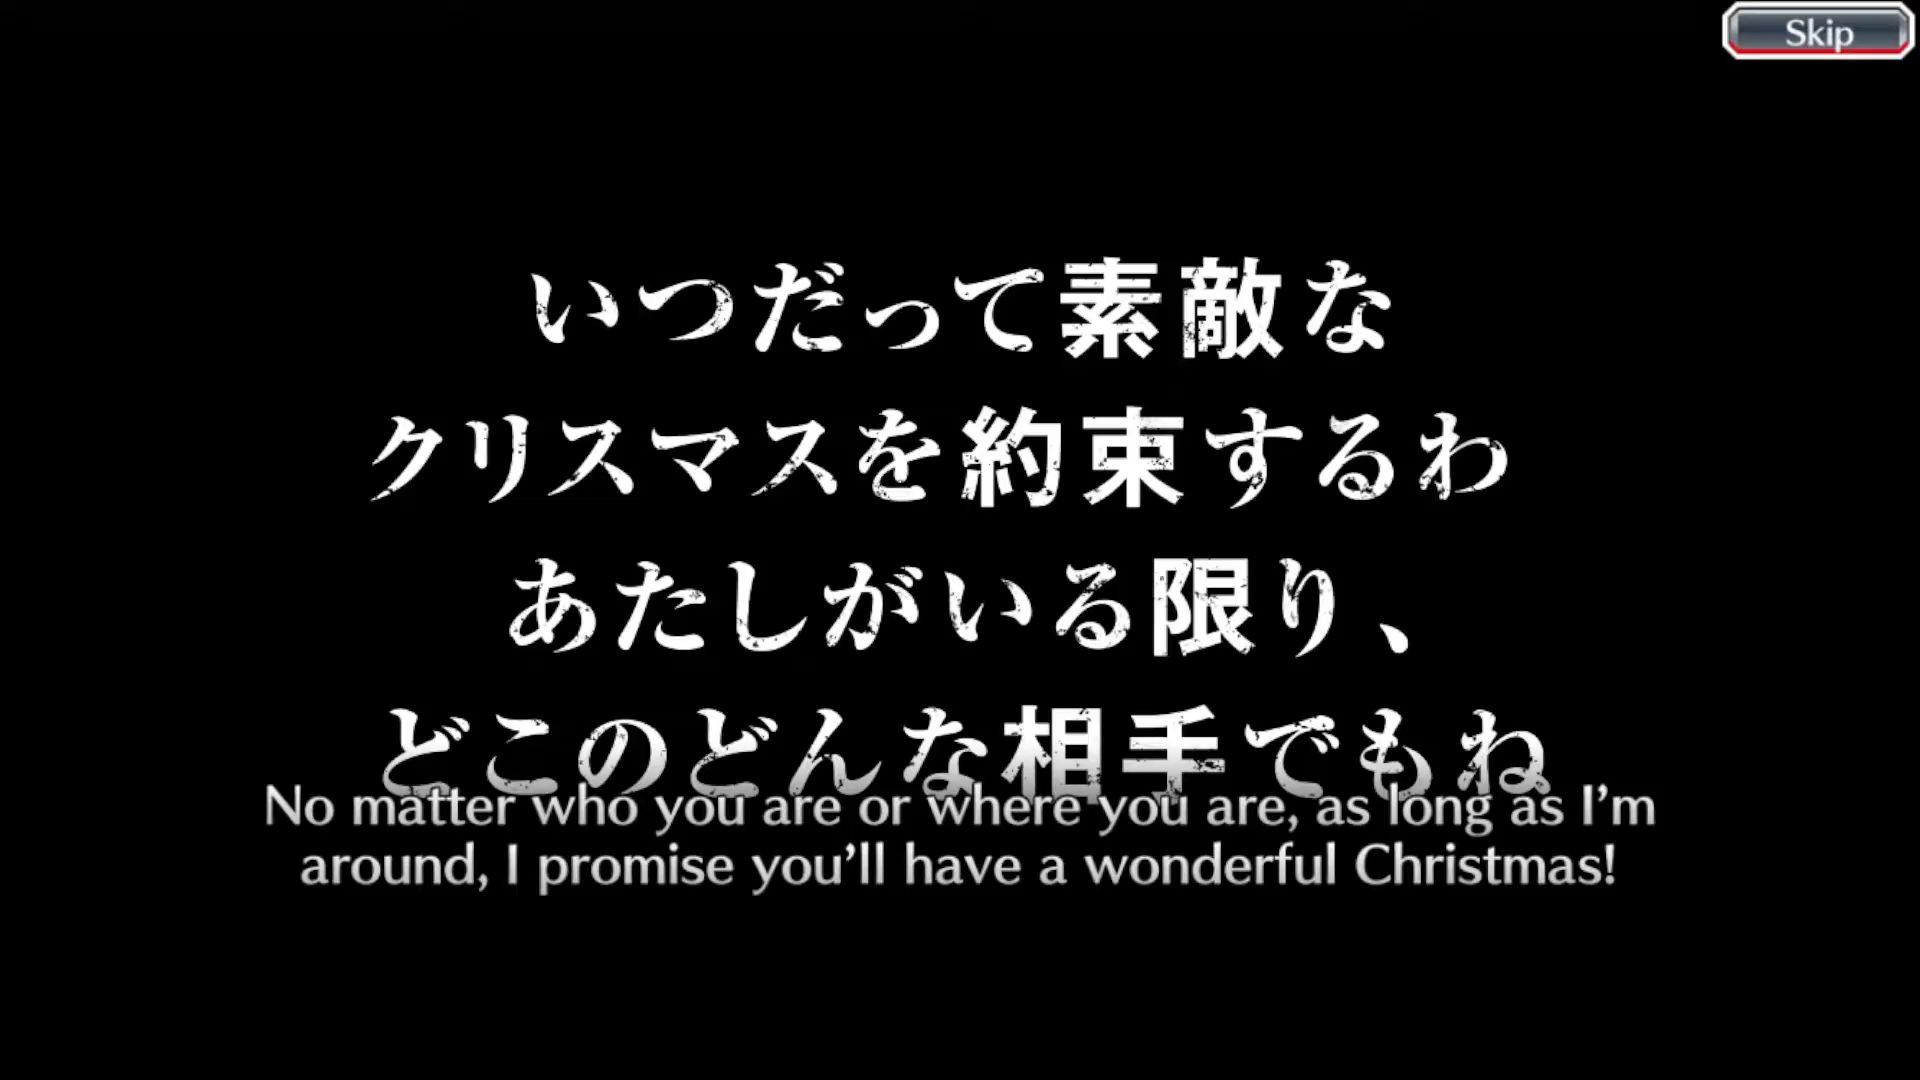 Skip
いつだって素敵な
クリスマスを約束するわ
あたしがいる限り、
どこのどんな相手でもね
No matter who you are or where you are, as long as I’m
around, I promise you’ll have a wonderful Christmas!